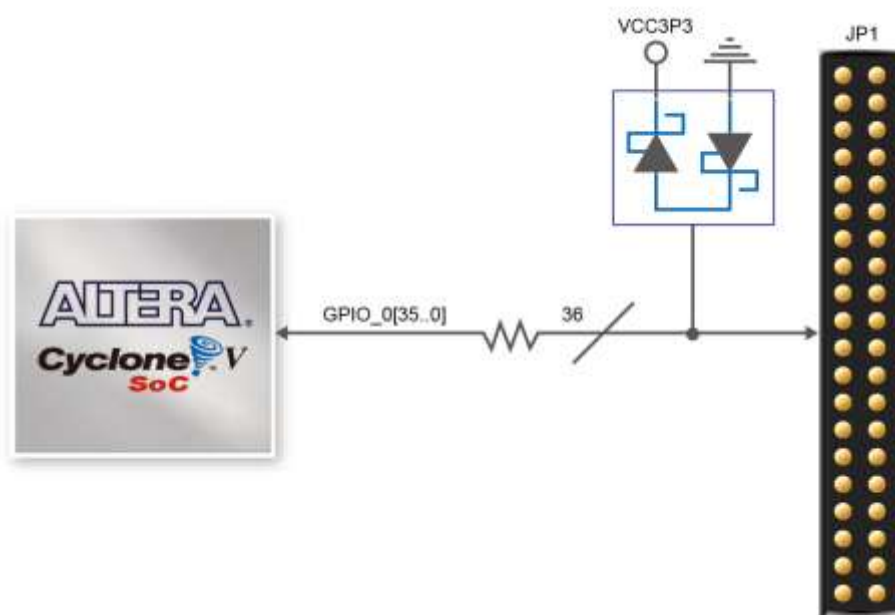 VCC3P3
JP1
ALTERA.
GPIO_0[35..0]
36
Cyclone V
SoC